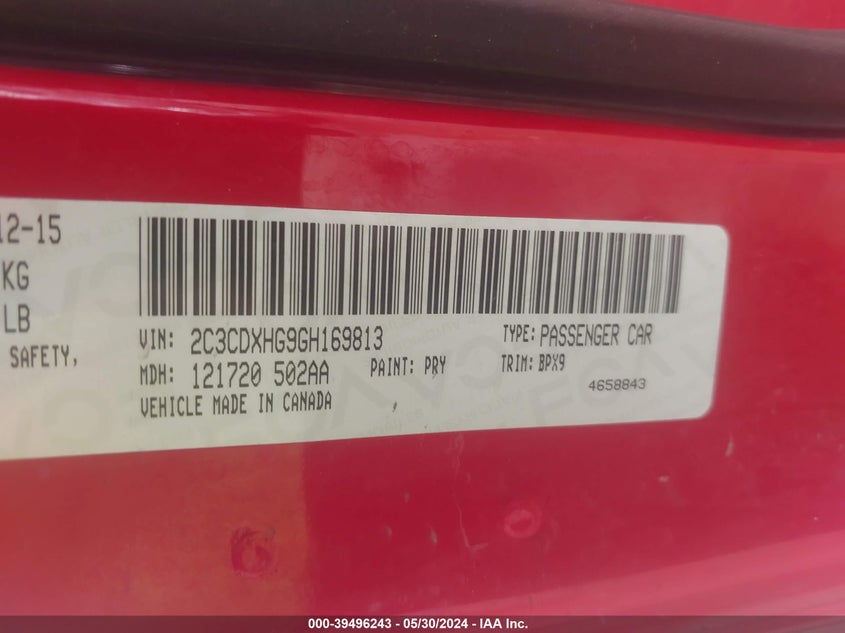 12-15
KG
LB
SAFETY,
VIN: 2C3CDXHG9GH169813
TYPE: PASSENGER CAR
MDH: 121720 502AA
PAINT: PRY
TRIM: BPX9
4658843
VEHICLE MADE IN CANADA
000-39496243 - 05/30/2024 - IAA Inc.